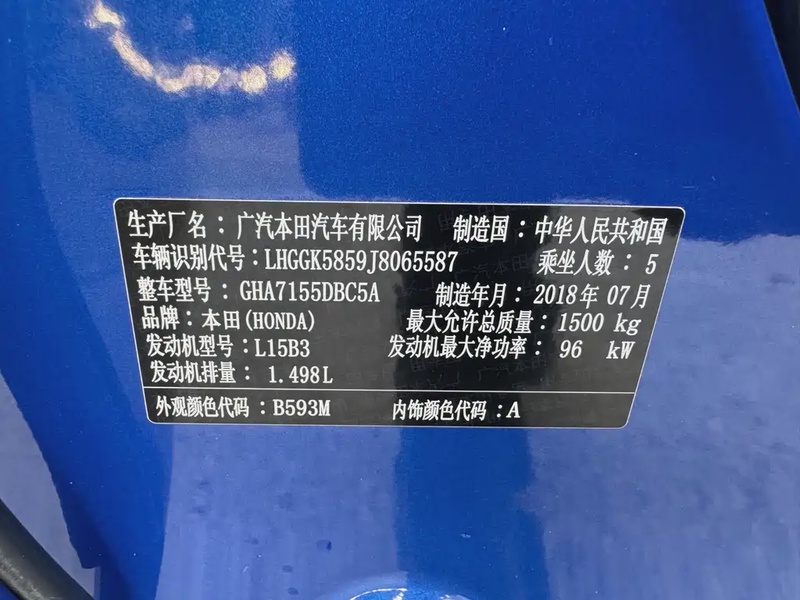 生产厂名：广汽本田汽车有限公司 制造国：中华人民共和国
车辆识别代号：LHGGK5859J8065587 乘坐人数：5
整车型号：GHA7155DBC5A 制造年月：2018年07月
品牌：本田(HONDA) 最大允许总质量：1500 kg
发动机型号：L15B3 发动机最大净功率：96 kW
发动机排量：1.498L
外观颜色代码：B593M 内饰颜色代码：A